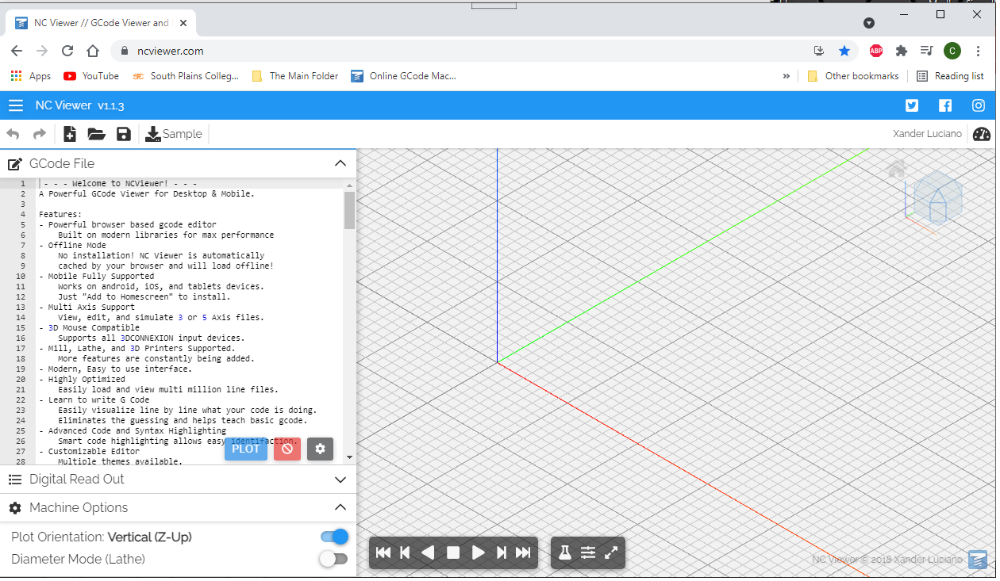 NC Viewer // GCode Viewer and
ncviewer.com
ABP
C
Apps
YouTube
South Plains Colleg...
The Main Folder
Online GCode Mac...
»
Other bookmarks
Reading list
NC Viewer v1.1.3
Sample
Xander Luciano
GCode File
1 - - - Welcome to NCViewer! - - -
2 A Powerful GCode Viewer for Desktop & Mobile.
3
4 Features:
5 - Powerful browser based gcode editor
6 Built on modern libraries for max performance
7 - Offline Mode
8 No installation! NC Viewer is automatically
9 cached by your browser and will load offline!
10 - Mobile Fully Supported
11 Works on android, iOS, and tablets devices.
12 Just "Add to Homescreen" to install.
13 - Multi Axis Support
14 View, edit, and simulate 3 or 5 Axis files.
15 - 3D Mouse Compatible
16 Supports all 3DCONNEXION input devices.
17 - Mill, Lathe, and 3D Printers Supported.
18 More features are constantly being added.
19 - Modern, Easy to use interface.
20 - Highly Optimized
21 Easily load and view multi million line files.
22 - Learn to write G Code
23 Easily visualize line by line what your code is doing.
24 Eliminates the guessing and helps teach basic gcode.
25 - Advanced Code and Syntax Highlighting
26 Smart code highlighting allows easy identifaction.
27 - Customizable Editor
28 Multiple themes available.
PLOT
Digital Read Out
Machine Options
Plot Orientation: Vertical (Z-Up)
Diameter Mode (Lathe)
NC Viewer © 2018 Xander Luciano